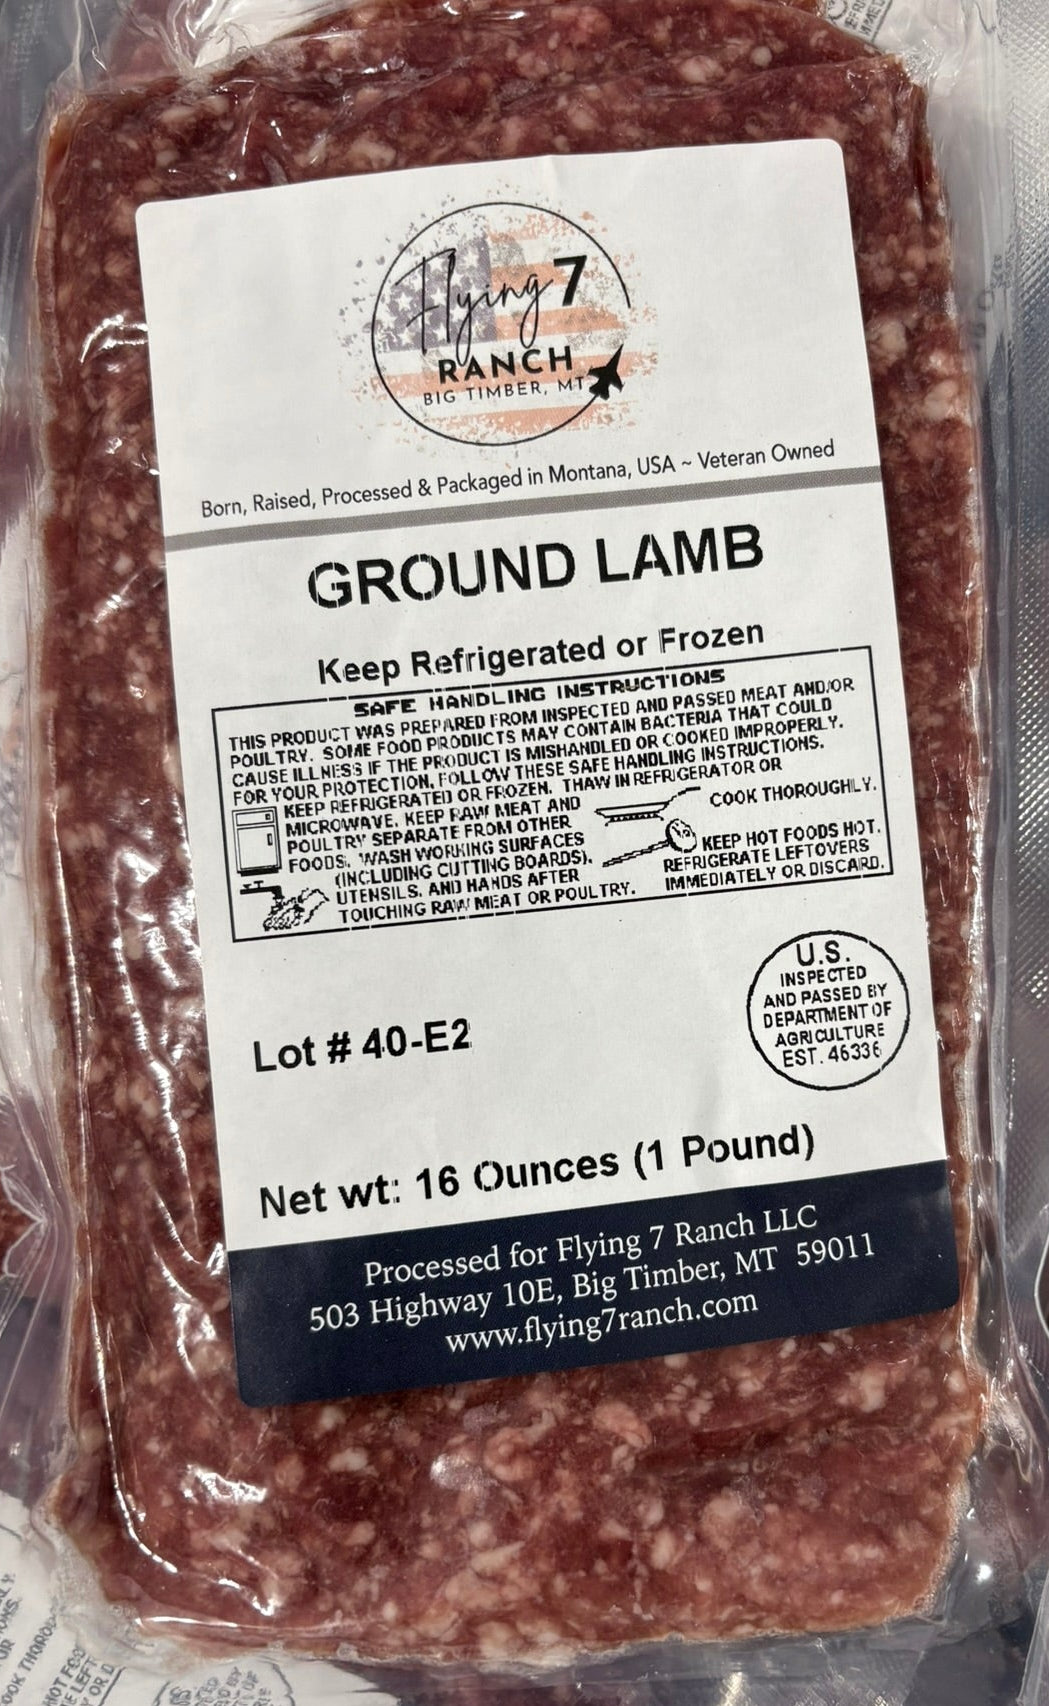 Flying 7
RANCH
BIG TIMBER, MT
Born, Raised, Processed & Packaged in Montana, USA ~ Veteran Owned
GROUND LAMB
Keep Refrigerated or Frozen
SAFE HANDLING INSTRUCTIONS
THIS PRODUCT WAS PREPARED FROM INSPECTED AND PASSED MEAT AND/OR
POULTRY. SOME FOOD PRODUCTS MAY CONTAIN BACTERIA THAT COULD
CAUSE ILLNESS IF THE PRODUCT IS MISHANDLED OR COOKED IMPROPERLY.
FOR YOUR PROTECTION, FOLLOW THESE SAFE HANDLING INSTRUCTIONS.
KEEP REFRIGERATED OR FROZEN. THAW IN REFRIGERATOR OR
MICROWAVE. KEEP RAW MEAT AND
POULTRY SEPARATE FROM OTHER
FOODS. WASH WORKING SURFACES
(INCLUDING CUTTING BOARDS),
UTENSILS, AND HANDS AFTER
TOUCHING RAW MEAT OR POULTRY.
COOK THOROUGHLY.
KEEP HOT FOODS HOT.
REFRIGERATE LEFTOVERS
IMMEDIATELY OR DISCARD.
U.S.
INSPECTED
AND PASSED BY
DEPARTMENT OF
AGRICULTURE
EST. 46336
Lot # 40-E2
Net wt: 16 Ounces (1 Pound)
Processed for Flying 7 Ranch LLC
503 Highway 10E, Big Timber, MT 59011
www.flying7ranch.com